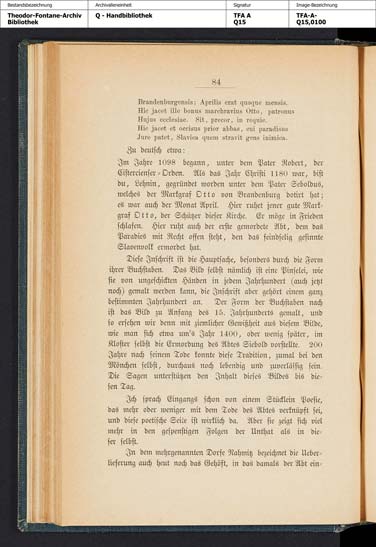 Bestandsbezeichnung
Archivalieneinheit
Signatur
Image-Bezeichnung
Theodor-Fontane-Archiv
Bibliothek
Q - Handbibliothek
TFA A
Q15
TFA-A-
Q15,0100
84
Brandenburgensis: Aprilis erat quoque mensis.
Hic jacet ille bonus marchravius Otto, patronus
Hujus ecclesiae. Sit, precor, in requie.
Hic jacet et occisus prior abbas, cui paradisus
Jure patet, Slavica quem stravit gens inimica.
Zu deutsch etwa:
Im Jahre 1098 begann, unter dem Pater Robert, der
Cistercienser-Orden. Als das Jahr Christi 1180 war, bist
du, Lehnin, gegründet worden unter dem Pater Seboldus,
welches der Markgraf Otto von Brandenburg dotirt hat;
es war auch der Monat April. Hier ruhet jener gute Mark-
graf Otto, der Schützer dieser Kirche. Er möge in Frieden
schlafen. Hier ruht auch der erste gemordete Abt, dem das
Paradies mit Recht offen steht, den das feindselig gesinnte
Slavenvolk ermordet hat.
Diese Inschrift ist die Hauptsache, besonders durch die Form
ihrer Buchstaben. Das Bild selbst nämlich ist eine Pinselei, wie
sie von ungeschickten Händen in jedem Jahrhundert (auch jetzt
noch) gemalt werden kann, die Inschrift aber gehört einem ganz
bestimmten Jahrhundert an. Der Form der Buchstaben nach
ist das Bild zu Anfang des 15. Jahrhunderts gemalt, und
so ersehen wir denn mit ziemlicher Gewißheit aus diesem Bilde,
wie man sich etwa um's Jahr 1400, oder wenig später, im
Kloster selbst die Ermordung des Abtes Siebold vorstellte. 200
Jahre nach seinem Tode konnte diese Tradition, zumal bei den
Mönchen selbst, durchaus noch lebendig und zuverlässig sein.
Die Sagen unterstützen den Inhalt dieses Bildes bis die-
sen Tag.
Ich sprach Eingangs schon von einem Stücklein Poesie,
das mehr oder weniger mit dem Tode des Abtes verknüpft sei,
und diese poetische Seite ist wirklich da. Aber sie zeigt sich viel
mehr in den gespenstigen Folgen der Unthat als in die-
ser selbst.
In dem mehrgenannten Dorfe Nahmitz bezeichnet die Ueber-
lieferung auch heut noch das Gehöft, in das damals der Abt ein-